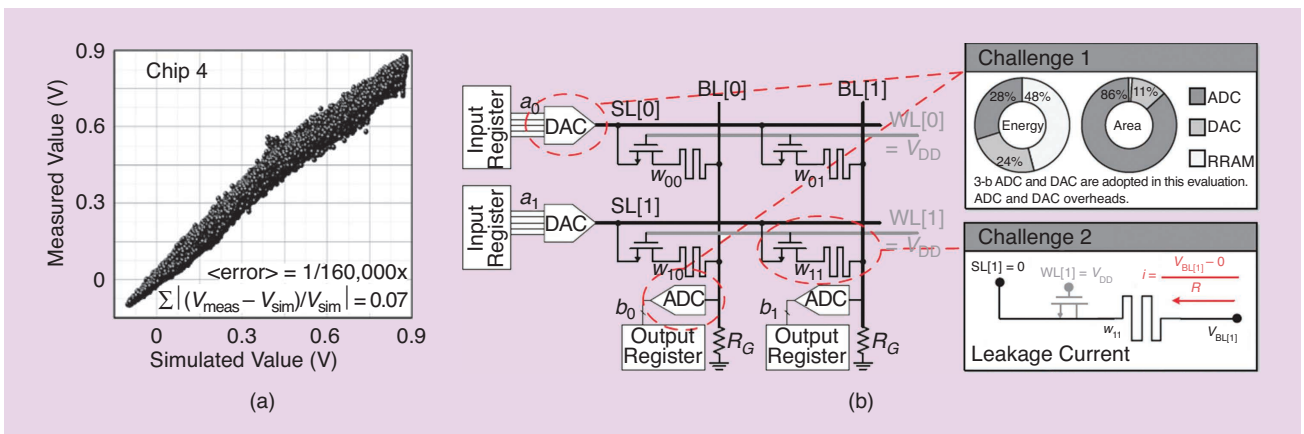 0.9
0.6
0.3
0
Measured Value (V)
Chip 4
<error> = 1/160,000x
∑|(Vmeas − Vsim)/Vsim| = 0.07
0 0.3 0.6 0.9
Simulated Value (V)
(a)
BL[0] BL[1]
Input Register
a0
DAC
SL[0]
WL[0]
= VDD
w00
w01
Input Register
a1
DAC
SL[1]
WL[1]
= VDD
w10
w11
ADC
b0
Output
Register
RG
ADC
b1
Output
Register
RG
(b)
Challenge 1
28% 48%
Energy
24%
86% 11%
Area
ADC
DAC
RRAM
3-b ADC and DAC are adopted in this evaluation.
ADC and DAC overheads.
Challenge 2
SL[1] = 0
WL[1] = VDD
i = VBL[1] − 0
R
w11
VBL[1]
Leakage Current